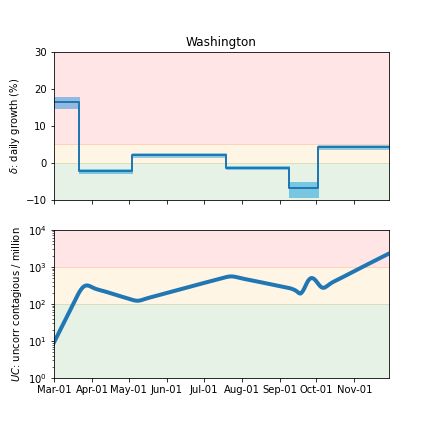 Washington
30
20
10
0
−10
δ: daily growth (%)
10⁴
10³
10²
10¹
10⁰
UC: uncorr contagious / million
Mar-01 Apr-01 May-01 Jun-01 Jul-01 Aug-01 Sep-01 Oct-01 Nov-01